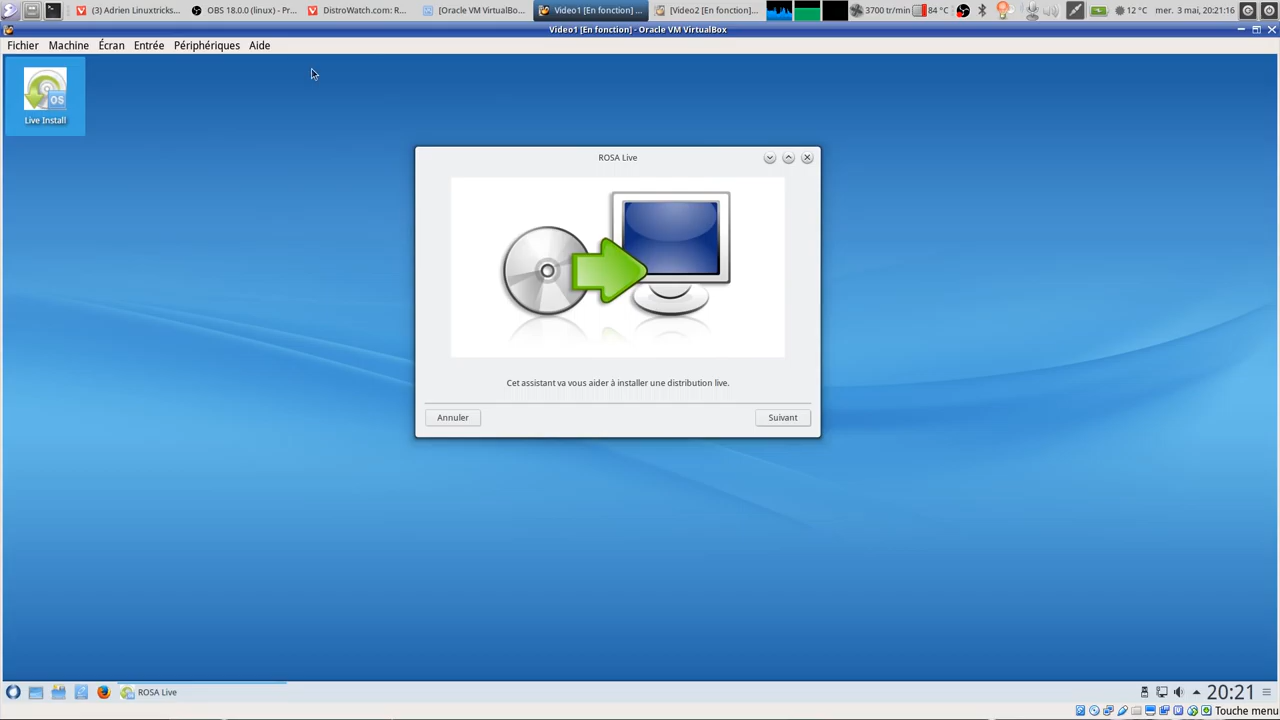 (3) Adrien Linuxtricks... OBS 18.0.0 (linux) - Pr... DistroWatch.com: R... [Oracle VM VirtualBo... Video1 [En fonction] ... [Video2 [En fonction]... 3700 tr/min 84 °C 12 °C mer. 3 mai, 20:21:16
Video1 [En fonction] - Oracle VM VirtualBox
Fichier Machine Écran Entrée Périphériques Aide
OS
Live Install
ROSA Live
Cet assistant va vous aider à installer une distribution live.
Annuler Suivant
ROSA Live 20:21
Touche menu